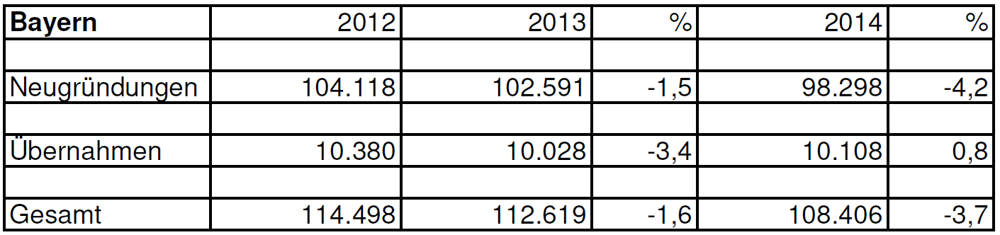 Bayern 2012 2013 % 2014 %
Neugründungen 104.118 102.591 -1,5 98.298 -4,2
Übernahmen 10.380 10.028 -3,4 10.108 0,8
Gesamt 114.498 112.619 -1,6 108.406 -3,7